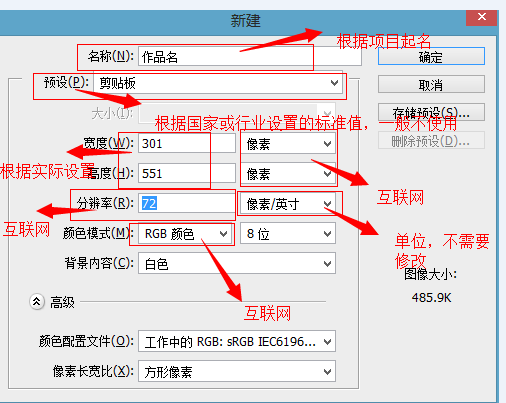 新建
名称(N): 作品名
根据项目起名
确定
预设(P): 剪贴板
取消
大小(I):
存储预设(S)...
根据国家或行业设置的标准值，一般不使用
删除预设(D)...
宽度(W): 301 像素
根据实际设置
高度(H): 551 像素
互联网
分辨率(R): 72 像素/英寸
互联网
颜色模式(M): RGB 颜色 8 位
单位，不需要
修改
背景内容(C): 白色
图像大小:
485.9K
高级
互联网
颜色配置文件(O): 工作中的 RGB: sRGB IEC6196...
像素长宽比(X): 方形像素